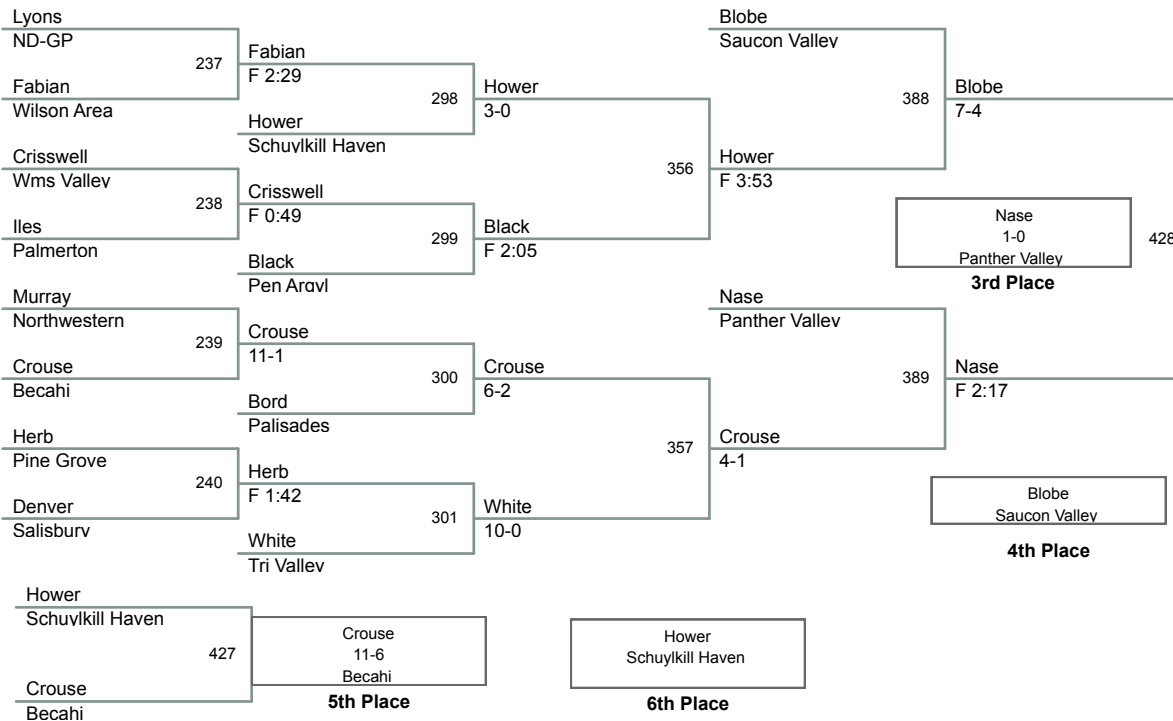 Lyons
ND-GP
237
Fabian
Wilson Area
Fabian
F 2:29
298
Hower
Schuylkill Haven
Crisswell
Wms Valley
238
Iles
Palmerton
Crisswell
F 0:49
299
Black
Pen Argyl
Hower
3-0
356
Black
F 2:05
Murray
Northwestern
239
Crouse
Becahi
Crouse
11-1
300
Bord
Palisades
Herb
Pine Grove
240
Denver
Salisbury
Herb
F 1:42
301
White
Tri Valley
Crouse
6-2
357
White
10-0
Blobe
Saucon Valley
388
Hower
F 3:53
Blobe
7-4
Nase
1-0
Panther Valley
3rd Place
428
Nase
Panther Valley
389
Crouse
4-1
Nase
F 2:17
Blobe
Saucon Valley
4th Place
Hower
Schuylkill Haven
427
Crouse
Becahi
Crouse
11-6
Becahi
5th Place
Hower
Schuylkill Haven
6th Place